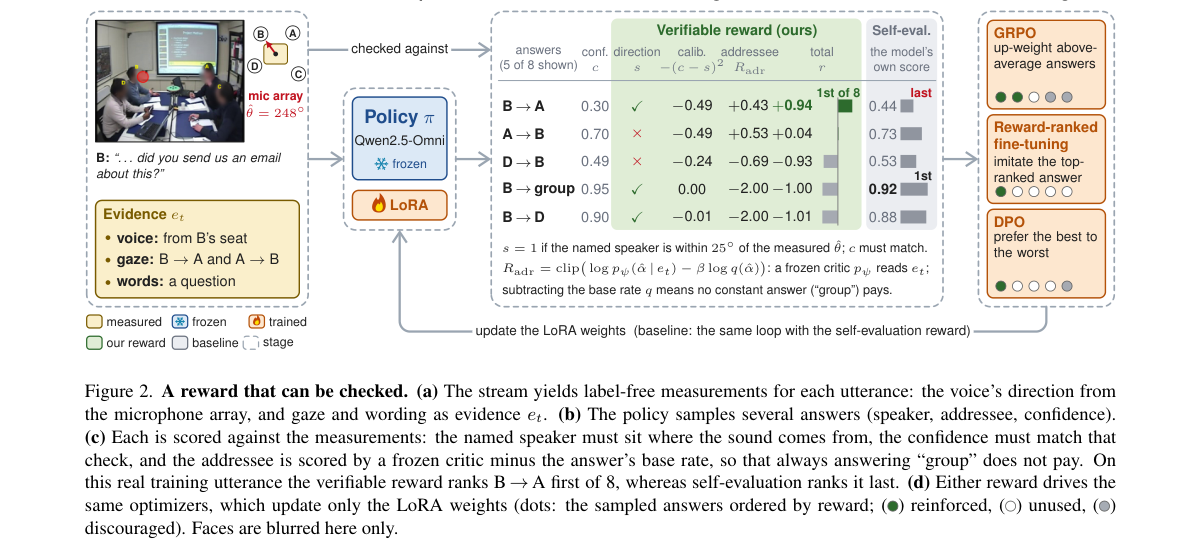 B
A
D
C
mic array
θ̂ = 248°
B: “… did you send us an email
about this?”
Evidence eₜ
• voice: from B’s seat
• gaze: B → A and A → B
• words: a question
measured frozen trained
our reward baseline stage
checked against
Policy π
Qwen2.5-Omni
frozen
LoRA
Verifiable reward (ours) Self-eval.
answers conf. direction calib. addressee total the model’s
(5 of 8 shown) c s −(c − s)² R_adr r own score
1st of 8 last
B → A 0.30 ✓ −0.49 +0.43 +0.94 0.44
A → B 0.70 × −0.49 +0.53 +0.04 0.73
D → B 0.49 × −0.24 −0.69 −0.93 0.53
1st
B → group 0.95 ✓ 0.00 −2.00 −1.00 0.92
B → D 0.90 ✓ −0.01 −2.00 −1.01 0.88
s = 1 if the named speaker is within 25° of the measured θ̂; c must match.
R_adr = clip(log p_ψ(â | eₜ) − β log q(â)): a frozen critic p_ψ reads eₜ;
subtracting the base rate q means no constant answer (“group”) pays.
GRPO
up-weight above-
average answers
Reward-ranked
fine-tuning
imitate the top-
ranked answer
DPO
prefer the best to
the worst
update the LoRA weights (baseline: the same loop with the self-evaluation reward)
Figure 2. A reward that can be checked. (a) The stream yields label-free measurements for each utterance: the voice’s direction from
the microphone array, and gaze and wording as evidence eₜ. (b) The policy samples several answers (speaker, addressee, confidence).
(c) Each is scored against the measurements: the named speaker must sit where the sound comes from, the confidence must match that
check, and the addressee is scored by a frozen critic minus the answer’s base rate, so that always answering “group” does not pay. On
this real training utterance the verifiable reward ranks B → A first of 8, whereas self-evaluation ranks it last. (d) Either reward drives the
same optimizers, which update only the LoRA weights (dots: the sampled answers ordered by reward; (●) reinforced, (○) unused, (●)
discouraged). Faces are blurred here only.